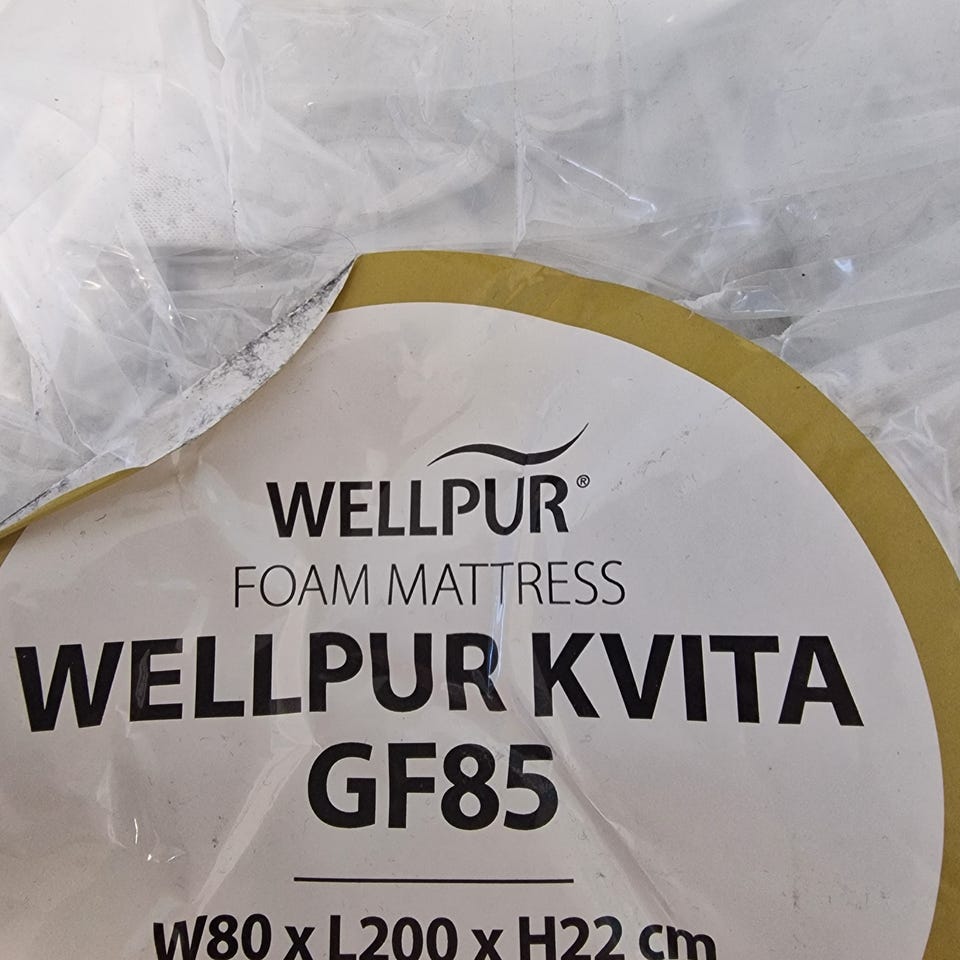 WELLPUR®
FOAM MATTRESS
WELLPUR KVITA
GF85
W80 x L200 x H22 cm